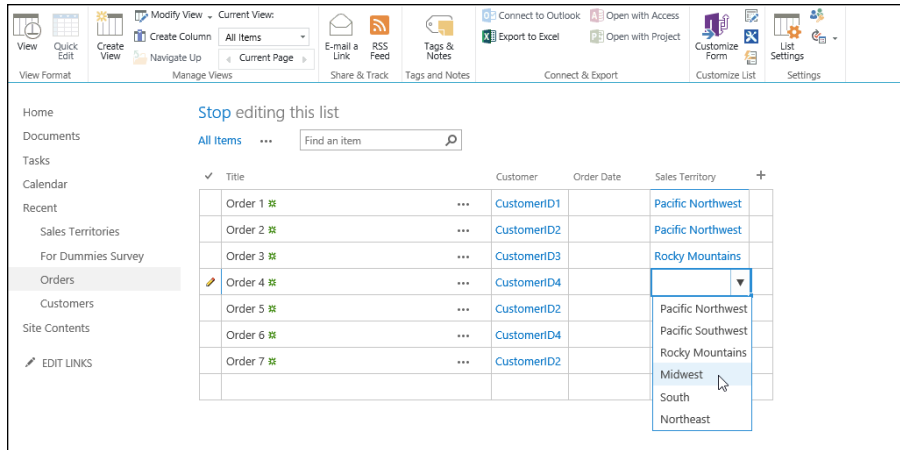 View
Quick
Edit
View Format
Create
View
Modify View
Create Column
Navigate Up
Current View:
All Items
Current Page
Manage Views
E-mail a
Link
RSS
Feed
Share & Track
Tags &
Notes
Tags and Notes
Connect to Outlook
Export to Excel
Open with Access
Open with Project
Connect & Export
Customize
Form
Customize List
List
Settings
Settings
Home
Documents
Tasks
Calendar
Recent
Sales Territories
For Dummies Survey
Orders
Customers
Site Contents
EDIT LINKS
Stop editing this list
All Items ••• Find an item
Title Customer Order Date Sales Territory +
Order 1 ••• CustomerID1 Pacific Northwest
Order 2 ••• CustomerID2 Pacific Northwest
Order 3 ••• CustomerID3 Rocky Mountains
Order 4 ••• CustomerID4
Order 5 ••• CustomerID2
Order 6 ••• CustomerID4
Order 7 ••• CustomerID2
Pacific Northwest
Pacific Southwest
Rocky Mountains
Midwest
South
Northeast